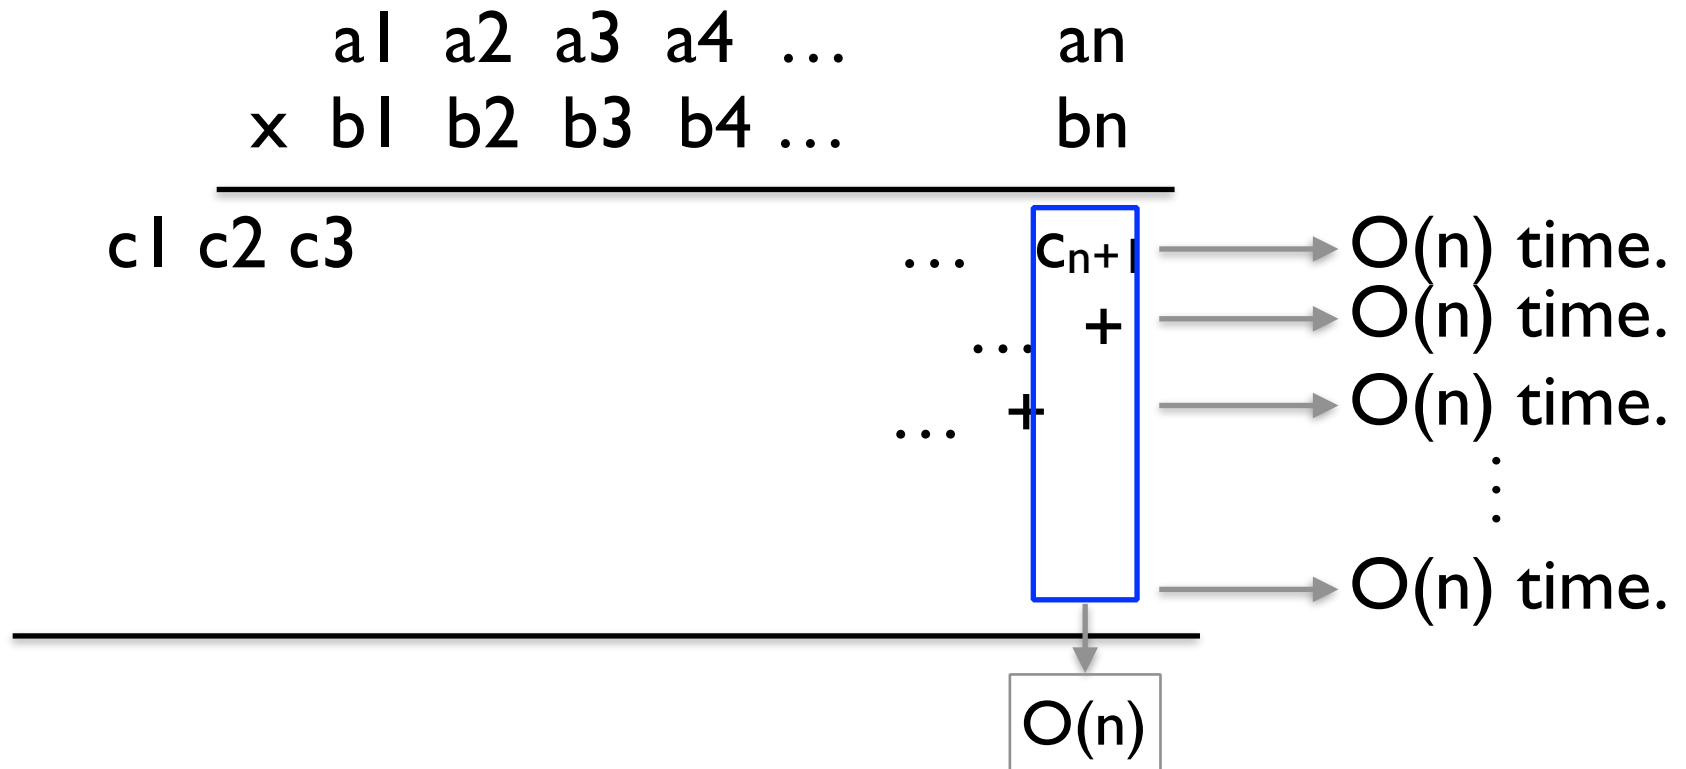 a1 a2 a3 a4 ... an
x b1 b2 b3 b4 ... bn
c1 c2 c3 ... cₙ₊₁ O(n) time.
+ O(n) time.
...
+ O(n) time.
...
⋮
O(n) time.
O(n)